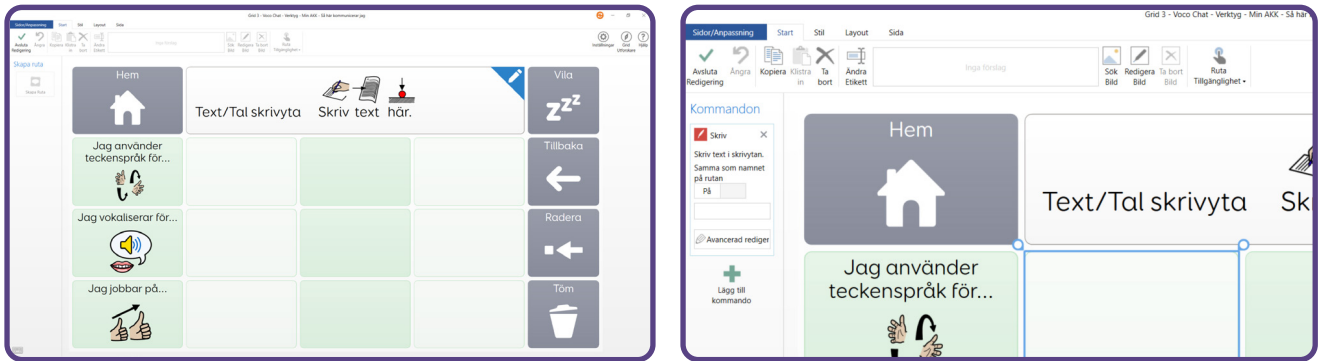 Grid 3 - Voco Chat - Verktyg - Min AKK - Så här kommunicerar jag
Sidor/Anpassning Start Stil Layout Sida
Avsluta Redigering
Ångra
Kopiera
Klistra in
Ta bort
Ändra Etikett
Inga förslag
Sök Bild
Redigera Bild
Ta bort Bild
Ruta Tillgänglighet
Inställningar
Grid Utforskare
Hjälp
Skapa ruta
Skapa Ruta
Hem
Text/Tal skrivyta Skriv text här.
Vila
zzz
Jag använder
teckenspråk för...
Tillbaka
Jag vokaliserar för...
Radera
Jag jobbar på...
Töm
Grid 3 - Voco Chat - Verktyg - Min AKK - Så här
Sidor/Anpassning Start Stil Layout Sida
Avsluta Redigering
Ångra
Kopiera
Klistra in
Ta bort
Ändra Etikett
Inga förslag
Sök Bild
Redigera Bild
Ta bort Bild
Ruta Tillgänglighet
Kommandon
Skriv
Skriv text i skrivytan.
Samma som namnet
på rutan
På
Avancerad rediger
Lägg till
kommando
Hem
Text/Tal skrivyta Sk
Jag använder
teckenspråk för...